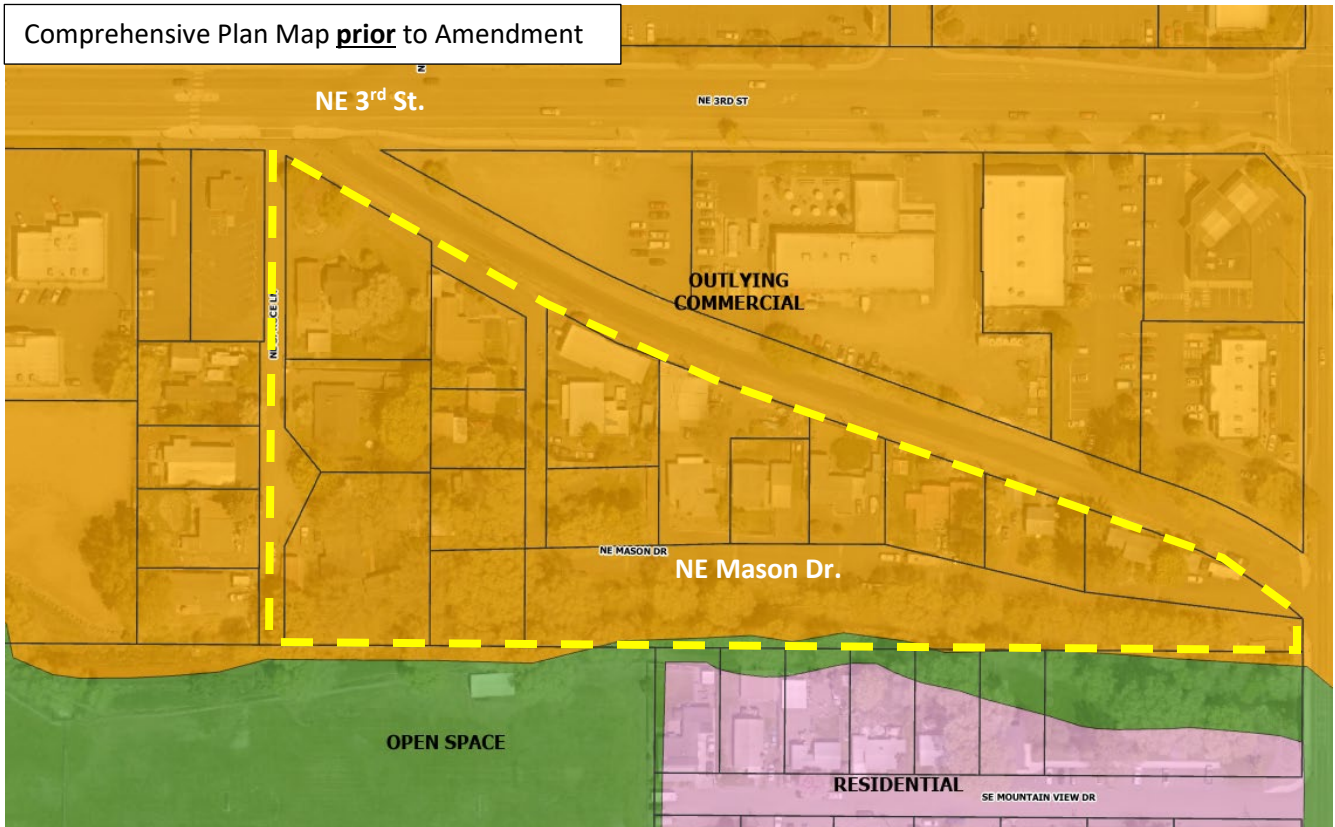 Comprehensive Plan Map prior to Amendment
N
NE 3rd St.
NE 3RD ST
OUTLYING
COMMERCIAL
NE Mason Dr.
NE MASON DR
OPEN SPACE
RESIDENTIAL
SE MOUNTAIN VIEW DR